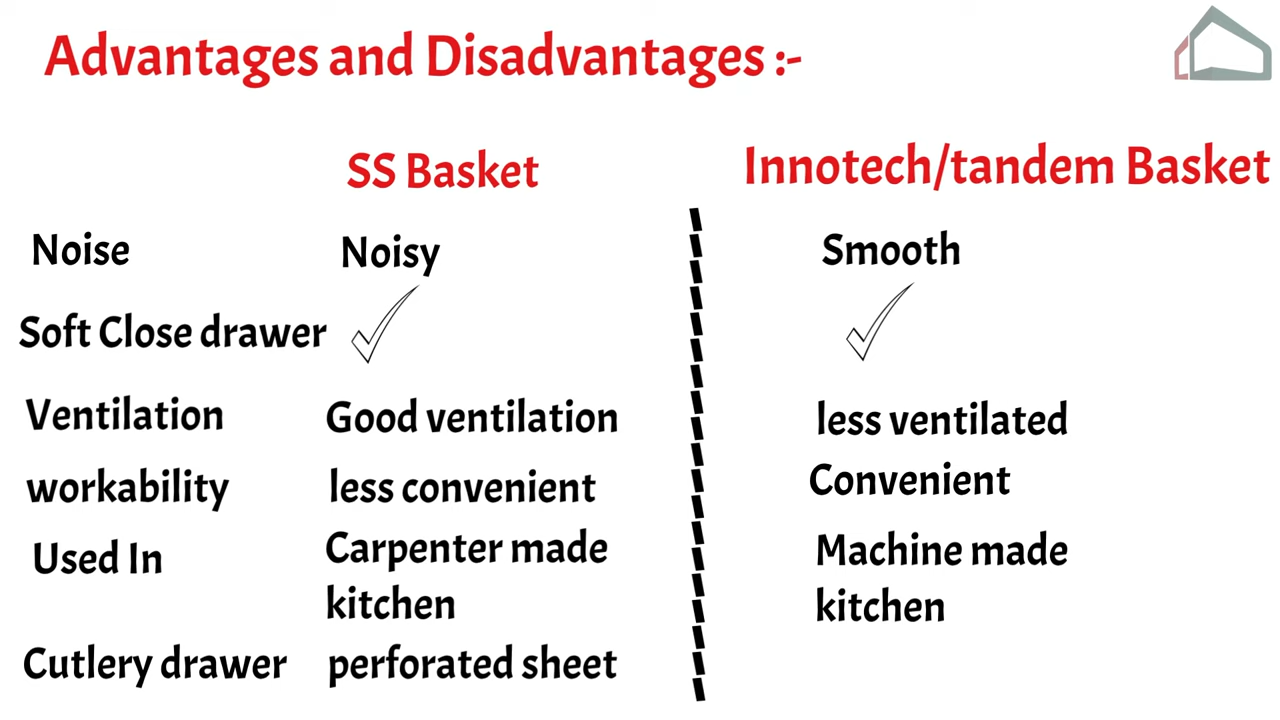 Advantages and Disadvantages :-
SS Basket Innotech/tandem Basket
Noise Noisy Smooth
Soft Close drawer
Ventilation Good ventilation less ventilated
workability less convenient Convenient
Used In Carpenter made kitchen Machine made kitchen
Cutlery drawer perforated sheet